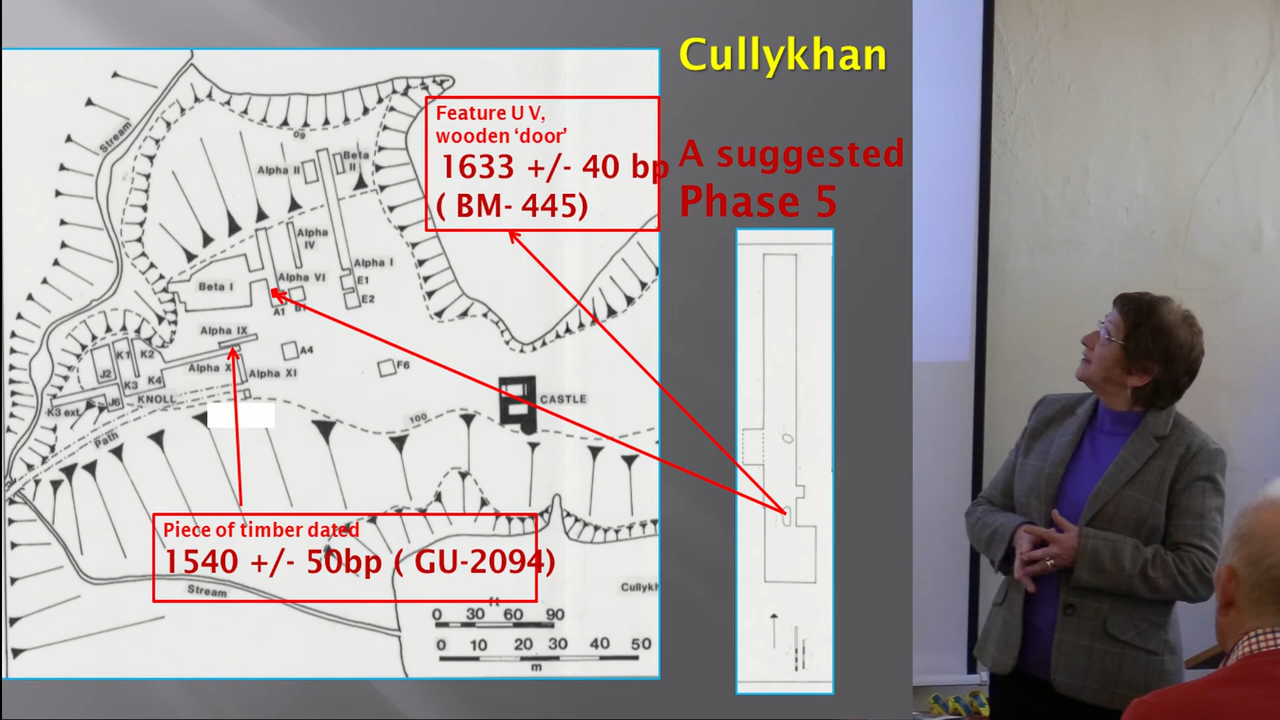 Cullykhan
A suggested
Phase 5
Feature U V,
wooden ‘door’
1633 +/- 40 bp
( BM- 445)
Stream
60
Beta
II
Alpha II
Alpha
IV
Alpha I
Alpha VI
E1
Beta I
E2
A1
B1
Alpha IX
K1
K2
A4
J2
Alpha X
Alpha XI
F6
K3
K4
J6
KNOLL
K3 ext.
CASTLE
100
Path
Piece of timber dated
1540 +/- 50bp ( GU-2094)
Stream
ft
0 30 60 90
0 10 20 30 40 50
m